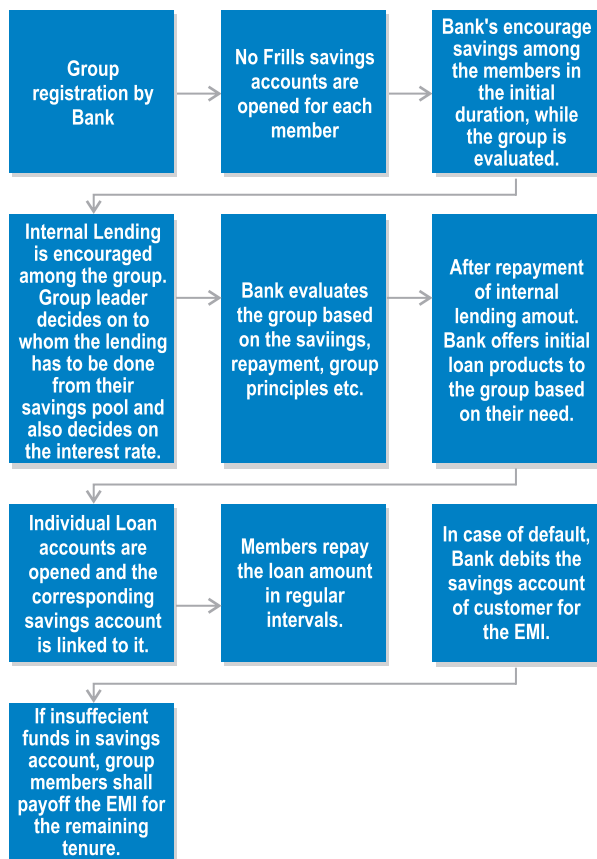 Group
registration by
Bank
No Frills savings
accounts are
opened for each
member
Bank's encourage
savings among
the members in
the initial
duration, while
the group is
evaluated.
Internal Lending
is encouraged
among the group.
Group leader
decides on to
whom the lending
has to be done
from their
savings pool and
also decides on
the interest rate.
Bank evaluates
the group based
on the saviings,
repayment, group
principles etc.
After repayment
of internal
lending amout.
Bank offers initial
loan products to
the group based
on their need.
Individual Loan
accounts are
opened and the
corresponding
savings account
is linked to it.
Members repay
the loan amount
in regular
intervals.
In case of default,
Bank debits the
savings account
of customer for
the EMI.
If insuffecient
funds in savings
account, group
members shall
payoff the EMI for
the remaining
tenure.